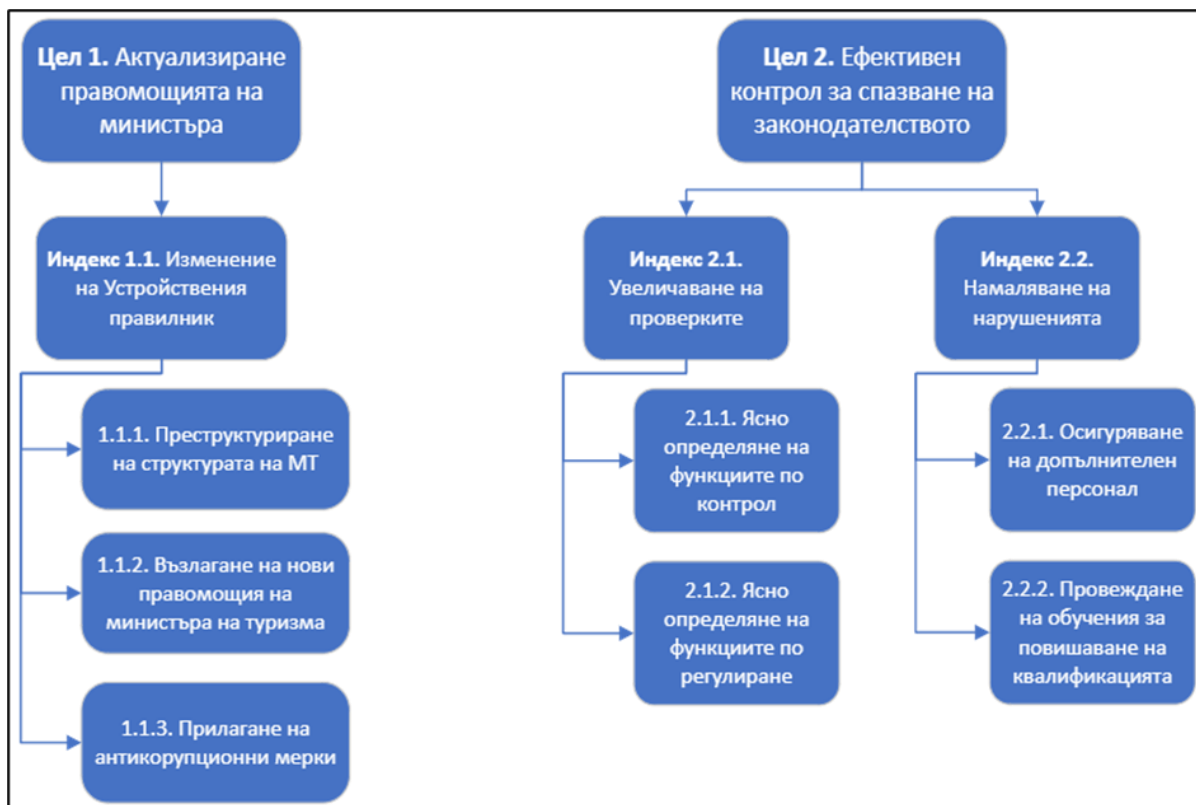 Цел 1. Актуализиране
правомощията на
министъра
Индекс 1.1. Изменение
на Устройствения
правилник
1.1.1. Преструктуриране
на структурата на МТ
1.1.2. Възлагане на нови
правомощия на
министъра на туризма
1.1.3. Прилагане на
антикорупционни мерки
Цел 2. Ефективен
контрол за спазване на
законодателството
Индекс 2.1.
Увеличаване на
проверките
2.1.1. Ясно
определяне на
функциите по
контрол
2.1.2. Ясно
определяне на
функциите по
регулиране
Индекс 2.2.
Намаляване на
нарушенията
2.2.1. Осигуряване
на допълнителен
персонал
2.2.2. Провеждане
на обучения за
повишаване на
квалификацията